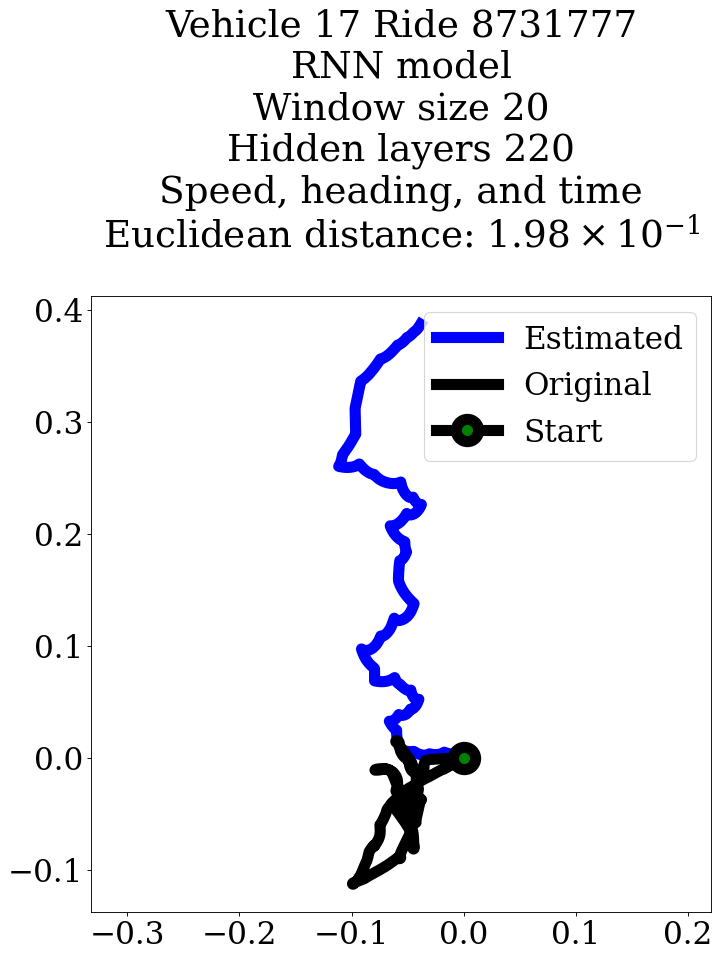 Vehicle 17 Ride 8731777
RNN model
Window size 20
Hidden layers 220
Speed, heading, and time
Euclidean distance: 1.98 × 10⁻¹
Estimated
Original
Start
0.4
0.3
0.2
0.1
0.0
−0.1
−0.3 −0.2 −0.1 0.0 0.1 0.2